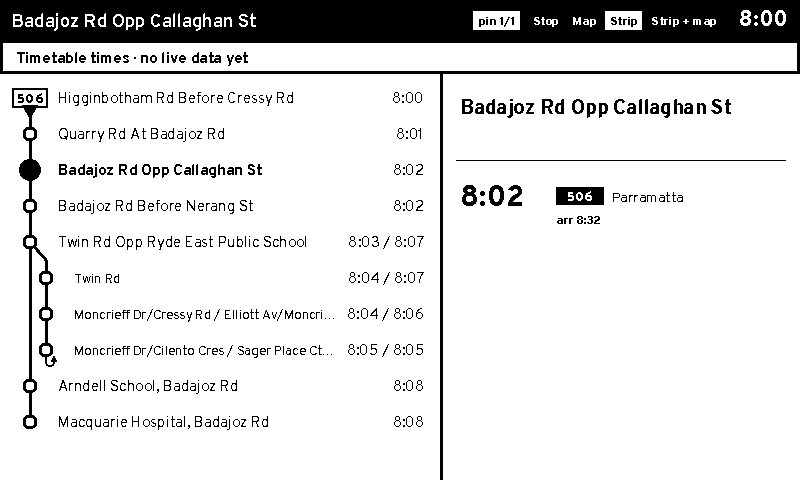 Badajoz Rd Opp Callaghan St
pin 1/1 Stop Map Strip Strip + map 8:00
Timetable times · no live data yet
506 Higginbotham Rd Before Cressy Rd 8:00
Quarry Rd At Badajoz Rd 8:01
Badajoz Rd Opp Callaghan St 8:02
Badajoz Rd Before Nerang St 8:02
Twin Rd Opp Ryde East Public School 8:03 / 8:07
Twin Rd 8:04 / 8:07
Moncrieff Dr/Cressy Rd / Elliott Av/Moncri... 8:04 / 8:06
Moncrieff Dr/Cilento Cres / Sager Place Ct... 8:05 / 8:05
Arndell School, Badajoz Rd 8:08
Macquarie Hospital, Badajoz Rd 8:08
Badajoz Rd Opp Callaghan St
8:02 506 Parramatta
arr 8:32